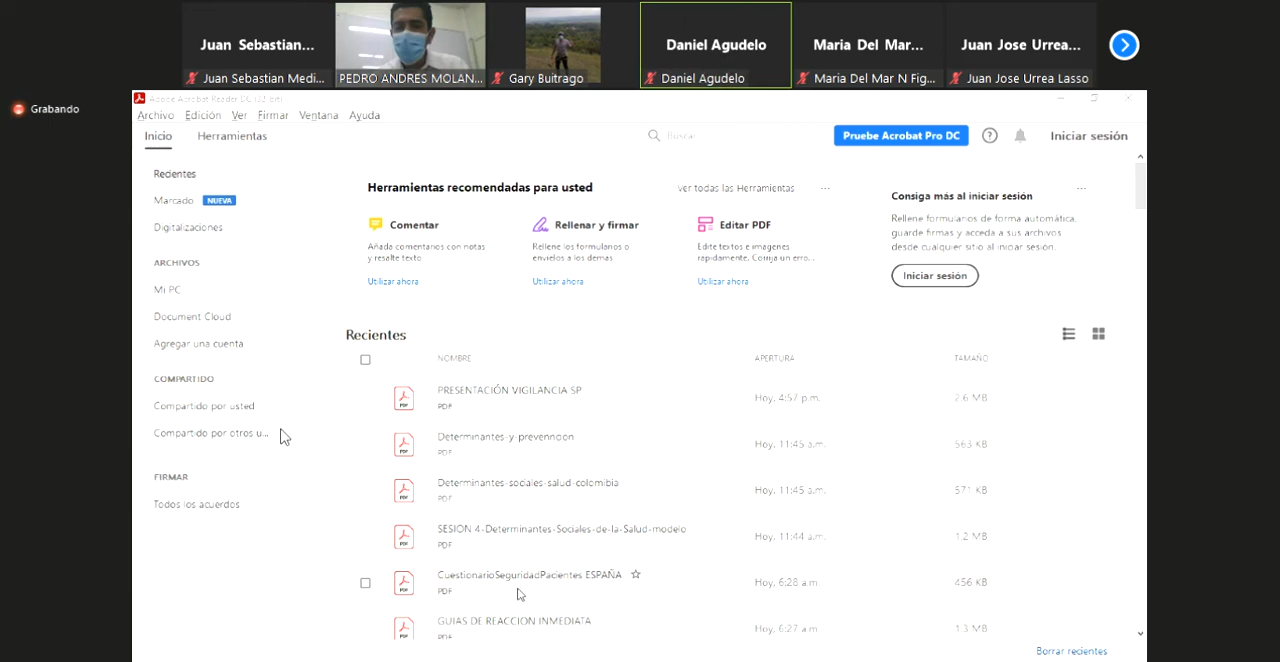 Juan Sebastian...
Daniel Agudelo
Maria Del Mar...
Juan Jose Urrea...
Juan Sebastian Medi...
PEDRO ANDRES MOLAN...
Gary Buitrago
Daniel Agudelo
Maria Del Mar N Fig...
Juan Jose Urrea Lasso
Grabando
Adobe Acrobat Reader DC (32-bit)
Archivo Edición Ver Firmar Ventana Ayuda
Inicio Herramientas
Buscar
Pruebe Acrobat Pro DC
Iniciar sesión
Recientes
Marcado NUEVA
Digitalizaciones
ARCHIVOS
Mi PC
Document Cloud
Agregar una cuenta
COMPARTIDO
Compartido por usted
Compartido por otros u...
FIRMAR
Todos los acuerdos
Herramientas recomendadas para usted
Ver todas las Herramientas ...
Comentar
Añada comentarios con notas
y resalte texto
Utilizar ahora
Rellenar y firmar
Rellene los formularios o
envíelos a los demás
Utilizar ahora
Editar PDF
Edite textos e imágenes
rápidamente. Corrija un erro...
Utilizar ahora
Consiga más al iniciar sesión ...
Rellene formularios de forma automática,
guarde firmas y acceda a sus archivos
desde cualquier sitio al iniciar sesión.
Iniciar sesión
Recientes
NOMBRE APERTURA TAMAÑO
PRESENTACIÓN VIGILANCIA SP
PDF
Hoy, 4:57 p.m. 2.6 MB
Determinantes-y-prevencion
PDF
Hoy, 11:45 a.m. 563 KB
Determinantes-sociales-salud-colombia
PDF
Hoy, 11:45 a.m. 571 KB
SESION 4-Determinantes-Sociales-de-la-Salud-modelo
PDF
Hoy, 11:44 a.m. 1.2 MB
CuestionarioSeguridadPacientes ESPAÑA
PDF
Hoy, 6:28 a.m. 456 KB
GUIAS DE REACCION INMEDIATA
PDF
Hoy, 6:27 a.m. 1.3 MB
Borrar recientes